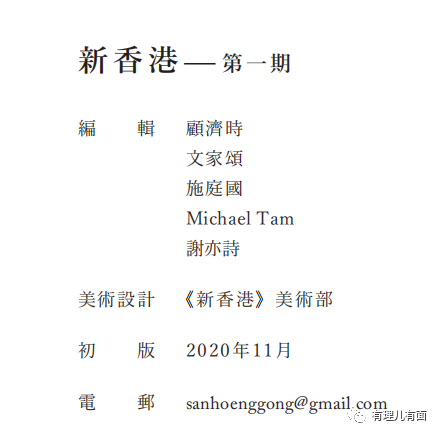 新香港—第一期
編　　輯　顧濟時
文家頌
施庭國
Michael Tam
謝亦詩
美術設計　《新香港》美術部
初　　版　2020年11月
電　　郵　sanhoenggong@gmail.com
有理儿有面